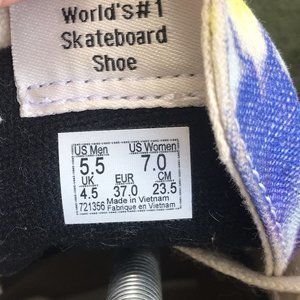 World's#1
Skateboard
Shoe
US Men US Women
5.5 7.0
UK EUR CM
4.5 37.0 23.5
721356 Made in Vietnam
Fabrique en Vietnam